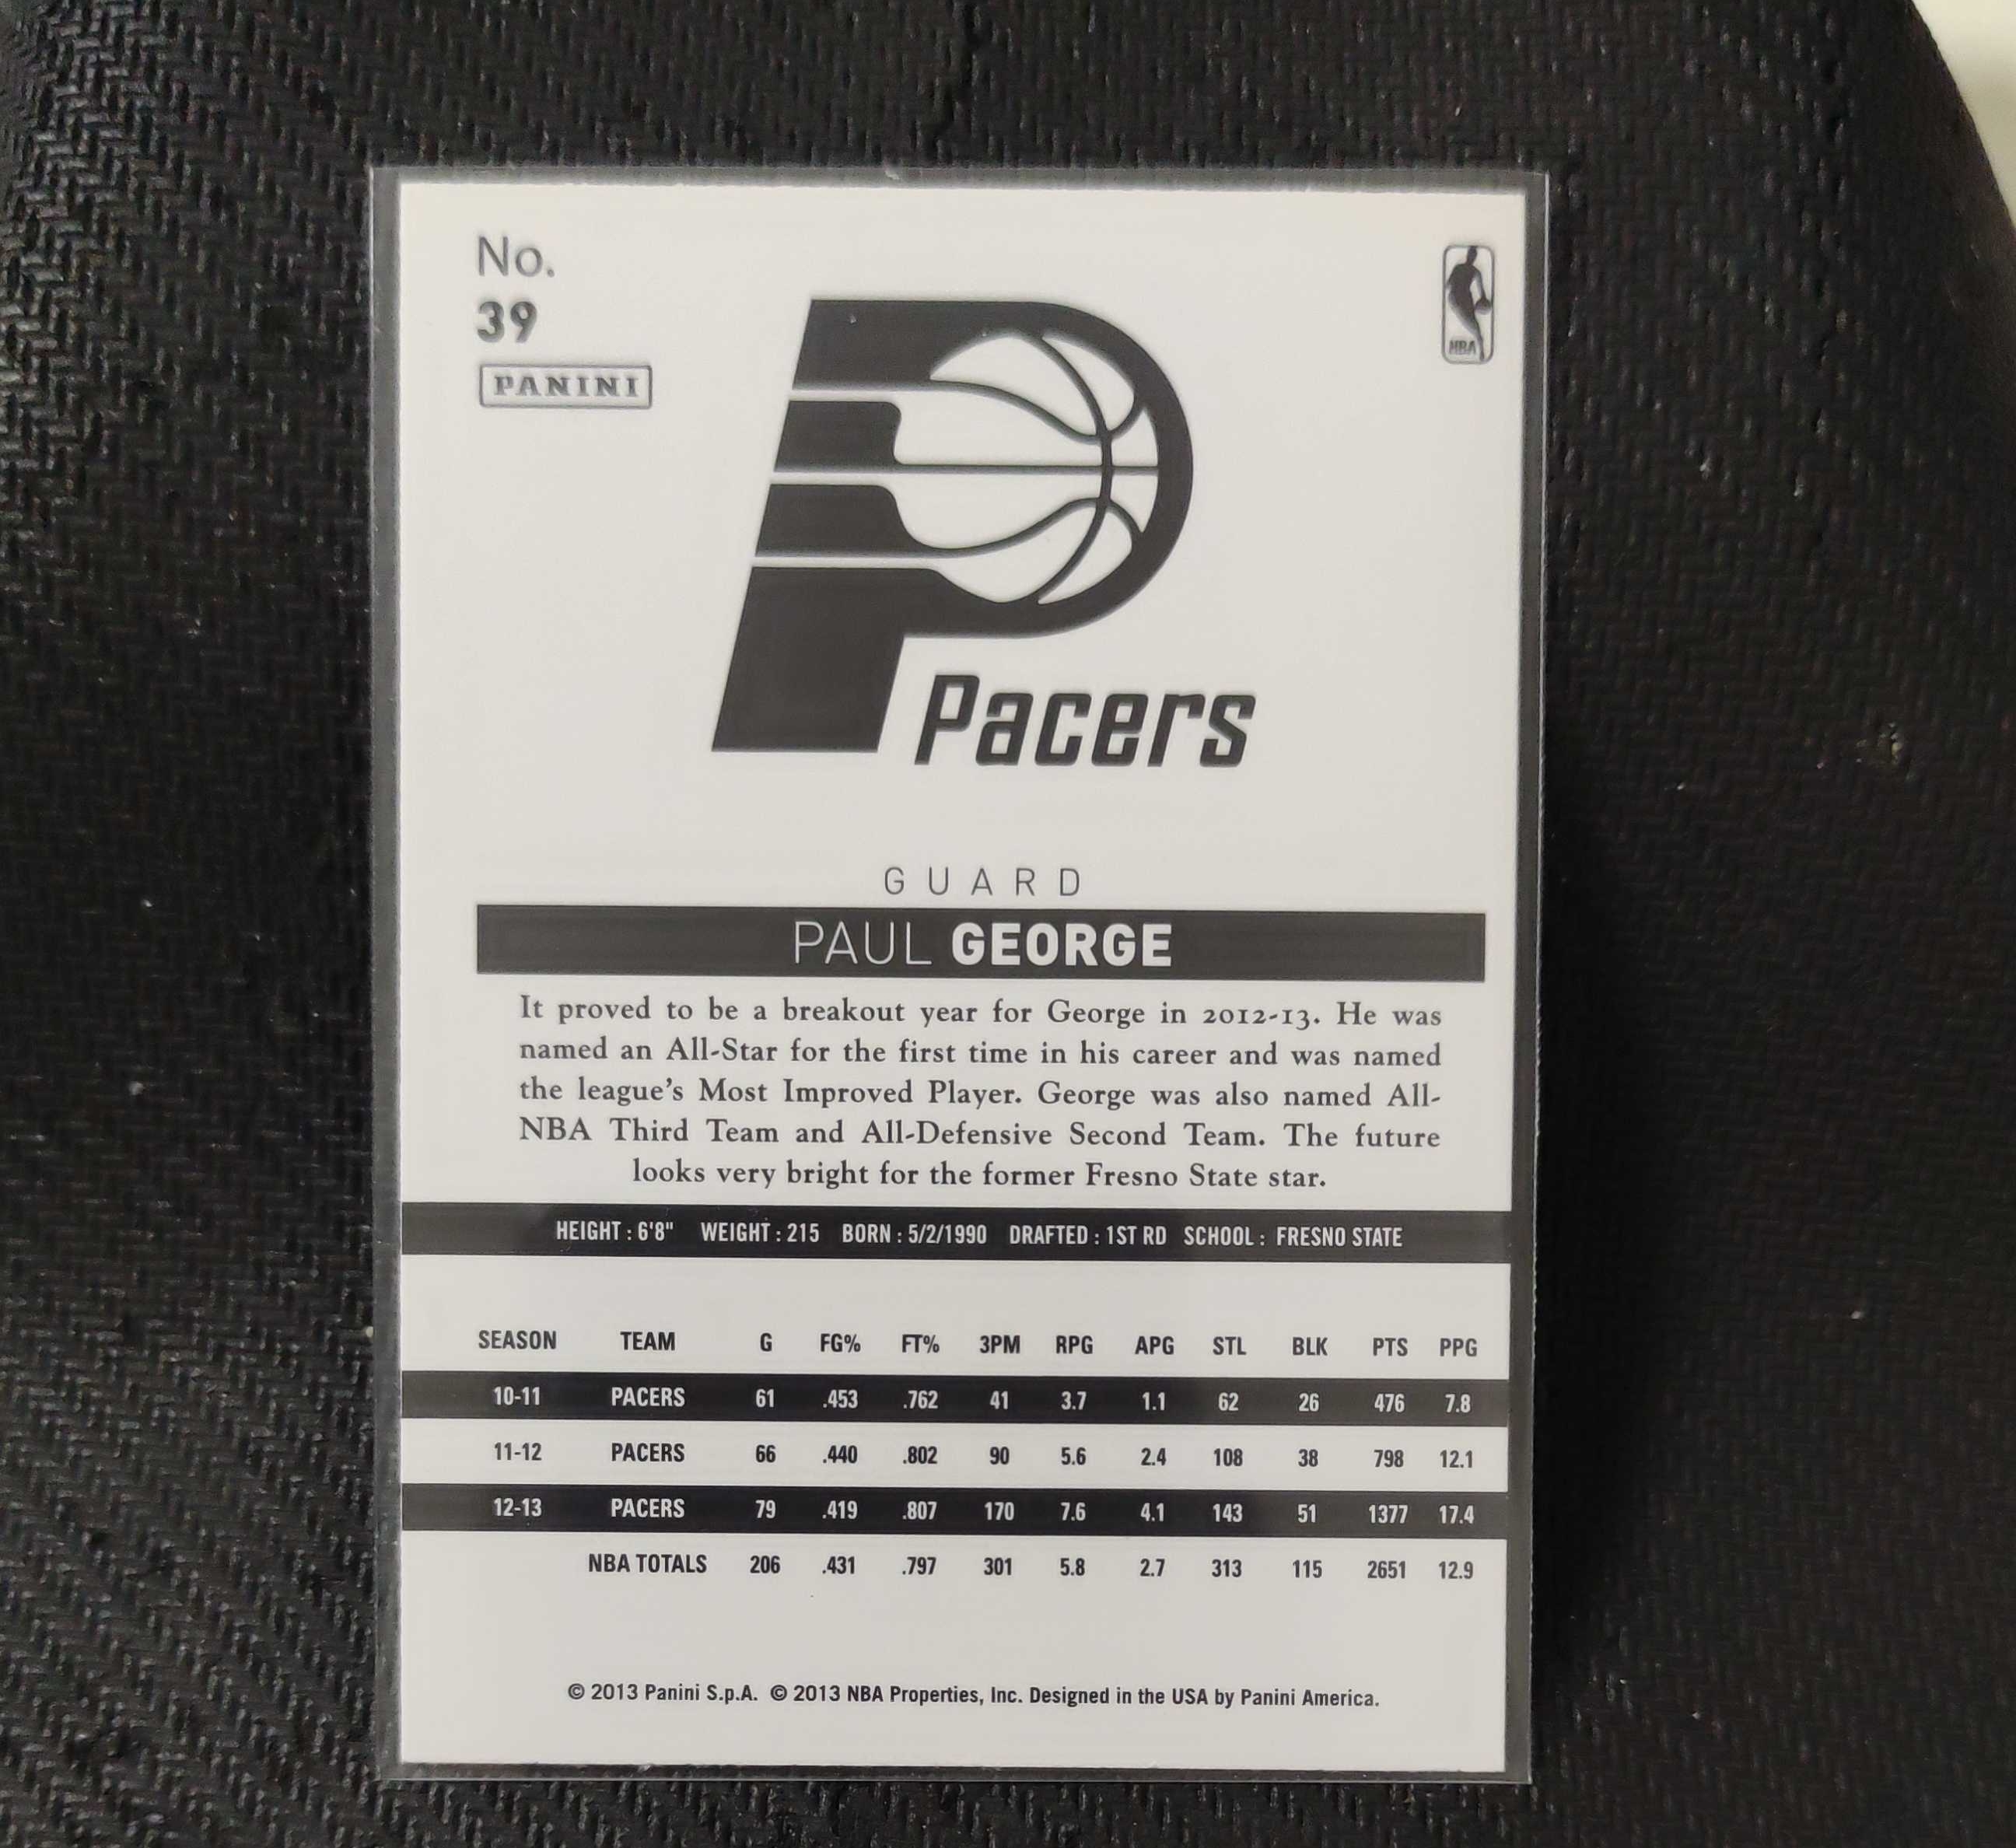 No.
39
PANINI
NBA
Pacers
GUARD
PAUL GEORGE
It proved to be a breakout year for George in 2012-13. He was
named an All-Star for the first time in his career and was named
the league's Most Improved Player. George was also named All-
NBA Third Team and All-Defensive Second Team. The future
looks very bright for the former Fresno State star.
HEIGHT : 6'8" WEIGHT : 215 BORN : 5/2/1990 DRAFTED : 1ST RD SCHOOL : FRESNO STATE
SEASON TEAM G FG% FT% 3PM RPG APG STL BLK PTS PPG
10-11 PACERS 61 .453 .762 41 3.7 1.1 62 26 476 7.8
11-12 PACERS 66 .440 .802 90 5.6 2.4 108 38 798 12.1
12-13 PACERS 79 .419 .807 170 7.6 4.1 143 51 1377 17.4
NBA TOTALS 206 .431 .797 301 5.8 2.7 313 115 2651 12.9
© 2013 Panini S.p.A. © 2013 NBA Properties, Inc. Designed in the USA by Panini America.